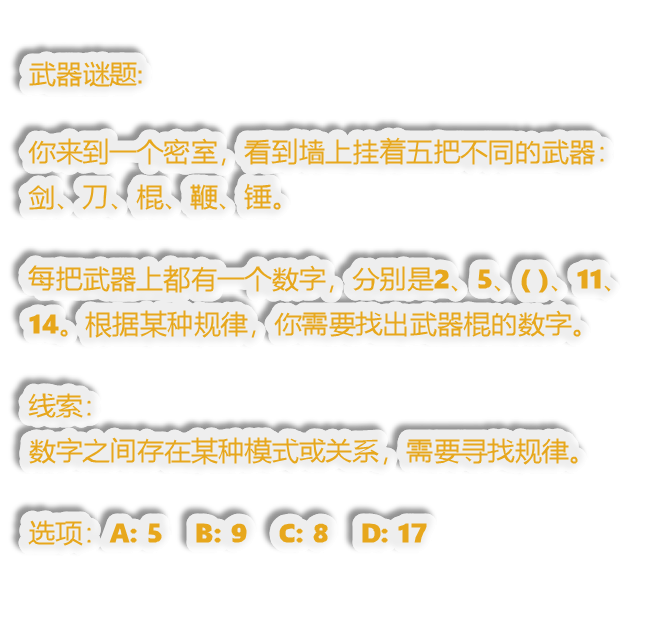 武器谜题:
你来到一个密室，看到墙上挂着五把不同的武器：
剑、刀、棍、鞭、锤。
每把武器上都有一个数字，分别是2、5、( )、11、
14。根据某种规律，你需要找出武器棍的数字。
线索：
数字之间存在某种模式或关系，需要寻找规律。
选项：A: 5 B: 9 C: 8 D: 17